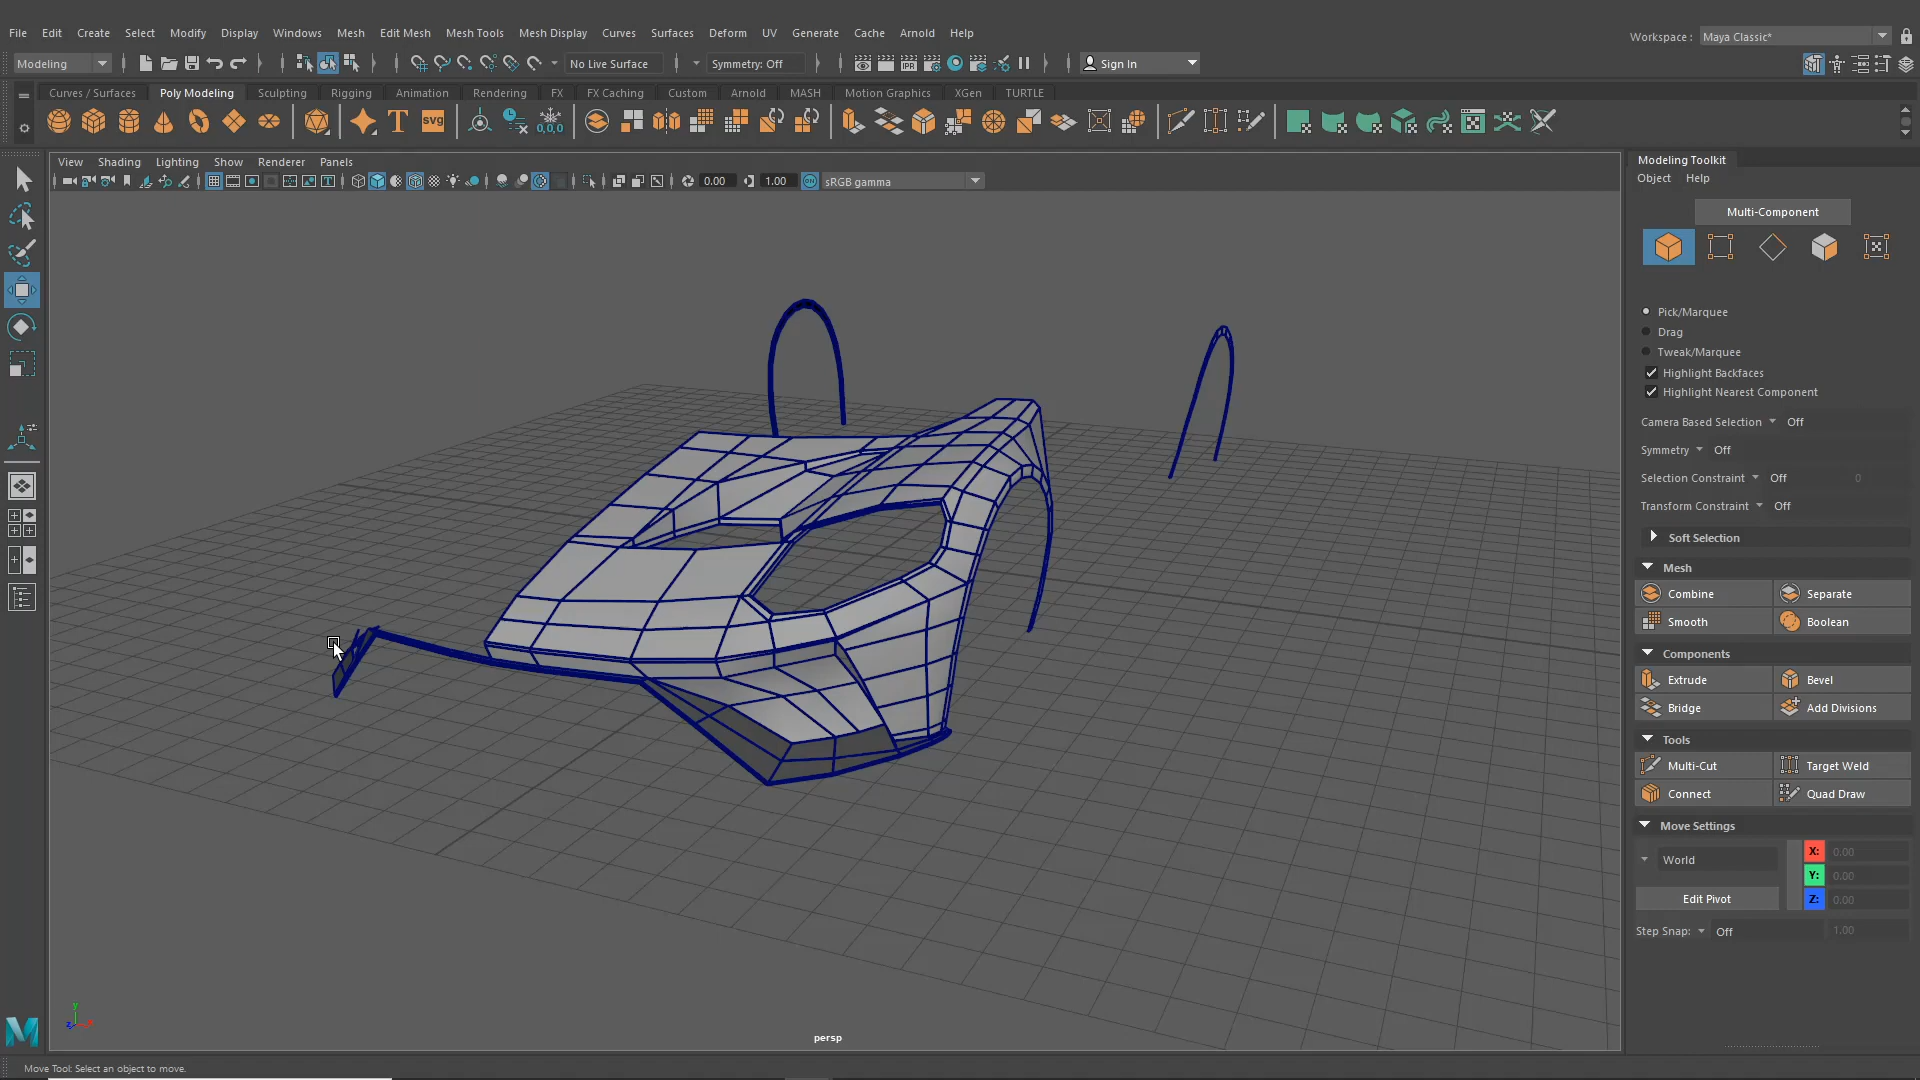 File Edit Create Select Modify Display Windows Mesh Edit Mesh Mesh Tools Mesh Display Curves Surfaces Deform UV Generate Cache Arnold Help
Workspace : Maya Classic*
Modeling No Live Surface Symmetry: Off Sign In
Curves / Surfaces Poly Modeling Sculpting Rigging Animation Rendering FX FX Caching Custom Arnold MASH Motion Graphics XGen TURTLE
T svg 0,0,0
View Shading Lighting Show Renderer Panels
0.00 1.00 ON sRGB gamma
Modeling Toolkit
Object Help
Multi-Component
Pick/Marquee
Drag
Tweak/Marquee
Highlight Backfaces
Highlight Nearest Component
Camera Based Selection Off
Symmetry Off
Selection Constraint Off 0
Transform Constraint Off
Soft Selection
Mesh
Combine Separate
Smooth Boolean
Components
Extrude Bevel
Bridge Add Divisions
Tools
Multi-Cut Target Weld
Connect Quad Draw
Move Settings
X: 0.00
World
Y: 0.00
Edit Pivot Z: 0.00
Step Snap: Off 1.00
y
z
persp
M
Move Tool: Select an object to move.